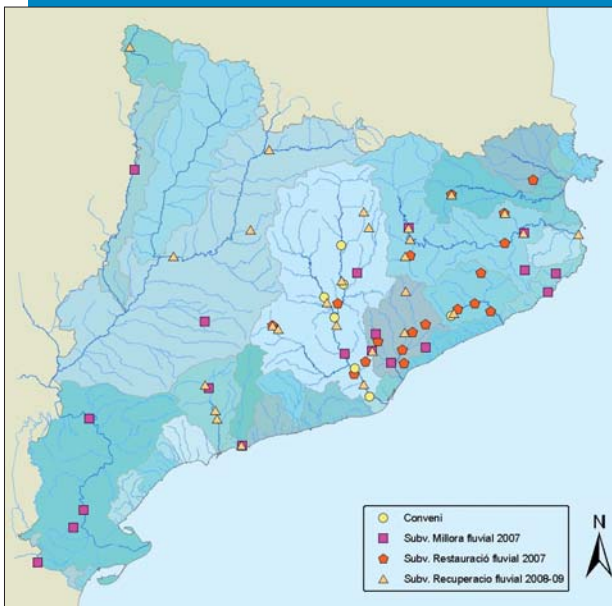 Conveni
Subv. Millora fluvial 2007
Subv. Restauració fluvial 2007
Subv. Recuperacio fluvial 2008-09
N